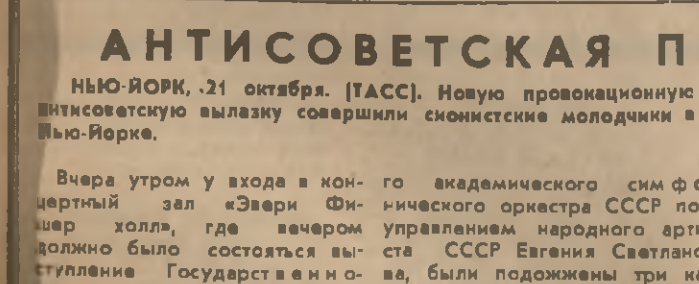 АНТИСОВЕТСКАЯ П
НЬЮ-ЙОРК, 21 октября. (ТАСС). Новую провокационную
антисоветскую вылазку совершили сионистские молодчики в
Нью-Йорке.
Вчера утром у входа в кон-
цертный зал «Эвери Фи-
шер холл», где вечером
должно было состояться вы-
ступление Государственно-
го академического симфо
нического оркестра СССР по
управлением народного арти
ста СССР Евгения Светлано
ва, были подожжены три ка